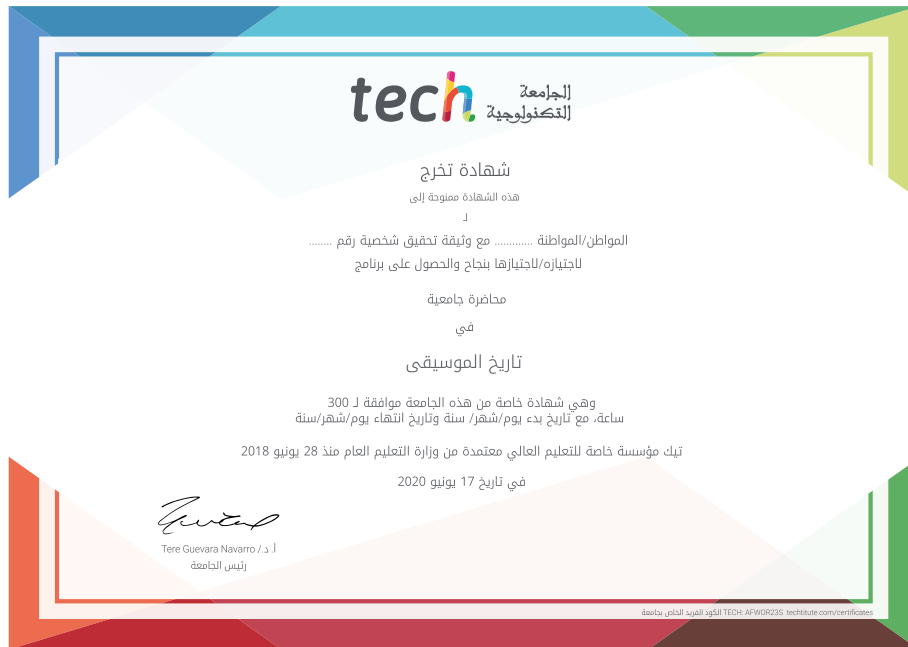 tech الجامعة
التكنولوجية
شهادة تخرج
هذه الشهادة ممنوحة إلى
لـ
المواطن/المواطنة ............. مع وثيقة تحقيق شخصية رقم ........
لاجتيازه/لاجتيازها بنجاح والحصول على برنامج
محاضرة جامعية
في
تاريخ الموسيقى
وهي شهادة خاصة من هذه الجامعة موافقة لـ 300
ساعة، مع تاريخ بدء يوم/شهر/ سنة وتاريخ انتهاء يوم/شهر/سنة
تيك مؤسسة خاصة للتعليم العالي معتمدة من وزارة التعليم العام منذ 28 يونيو 2018
في تاريخ 17 يونيو 2020
أ. د./ Tere Guevara Navarro
رئيس الجامعة
الكود الفريد الخاص بجامعة TECH: AFWOR23S techtitute.com/certificates